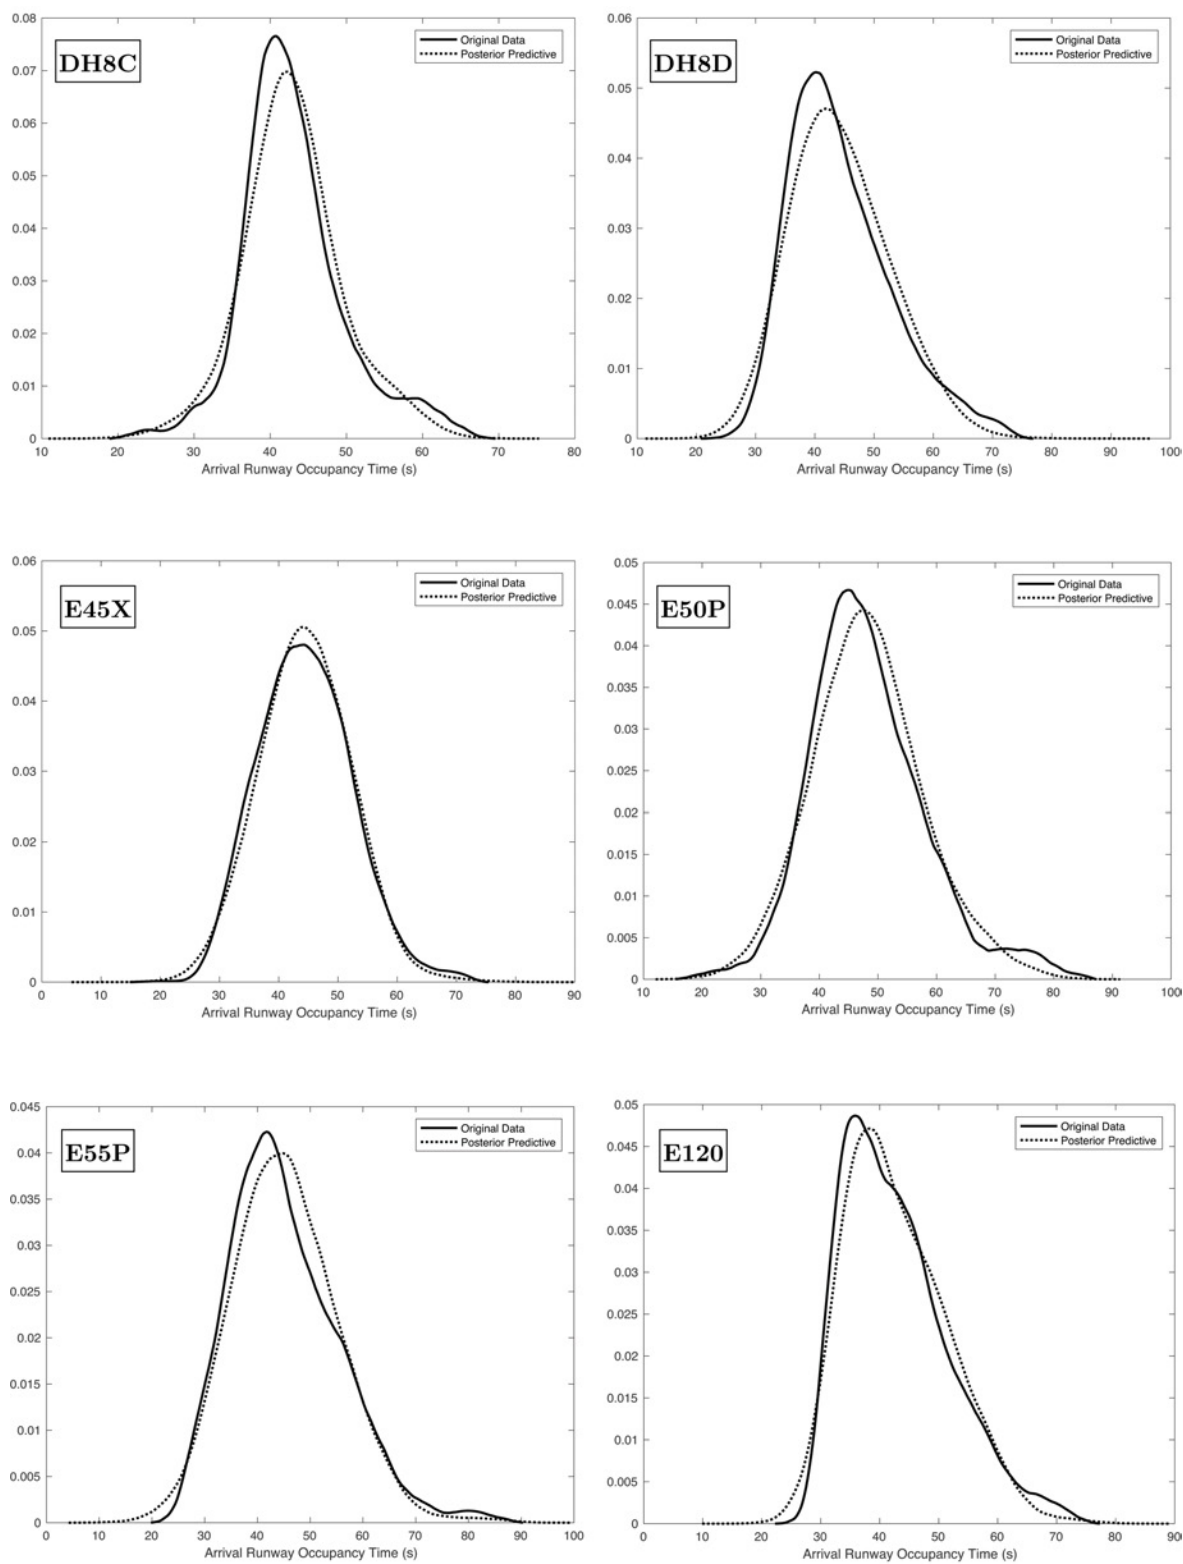 DH8C
Original Data
Posterior Predictive
0.08
0.07
0.06
0.05
0.04
0.03
0.02
0.01
0
10 20 30 40 50 60 70 80
Arrival Runway Occupancy Time (s)
DH8D
Original Data
Posterior Predictive
0.06
0.05
0.04
0.03
0.02
0.01
0
10 20 30 40 50 60 70 80 90 100
Arrival Runway Occupancy Time (s)
E45X
Original Data
Posterior Predictive
0.06
0.05
0.04
0.03
0.02
0.01
0
0 10 20 30 40 50 60 70 80 90
Arrival Runway Occupancy Time (s)
E50P
Original Data
Posterior Predictive
0.05
0.045
0.04
0.035
0.03
0.025
0.02
0.015
0.01
0.005
0
10 20 30 40 50 60 70 80 90 100
Arrival Runway Occupancy Time (s)
E55P
Original Data
Posterior Predictive
0.045
0.04
0.035
0.03
0.025
0.02
0.015
0.01
0.005
0
0 10 20 30 40 50 60 70 80 90 100
Arrival Runway Occupancy Time (s)
E120
Original Data
Posterior Predictive
0.05
0.045
0.04
0.035
0.03
0.025
0.02
0.015
0.01
0.005
0
0 10 20 30 40 50 60 70 80 90
Arrival Runway Occupancy Time (s)